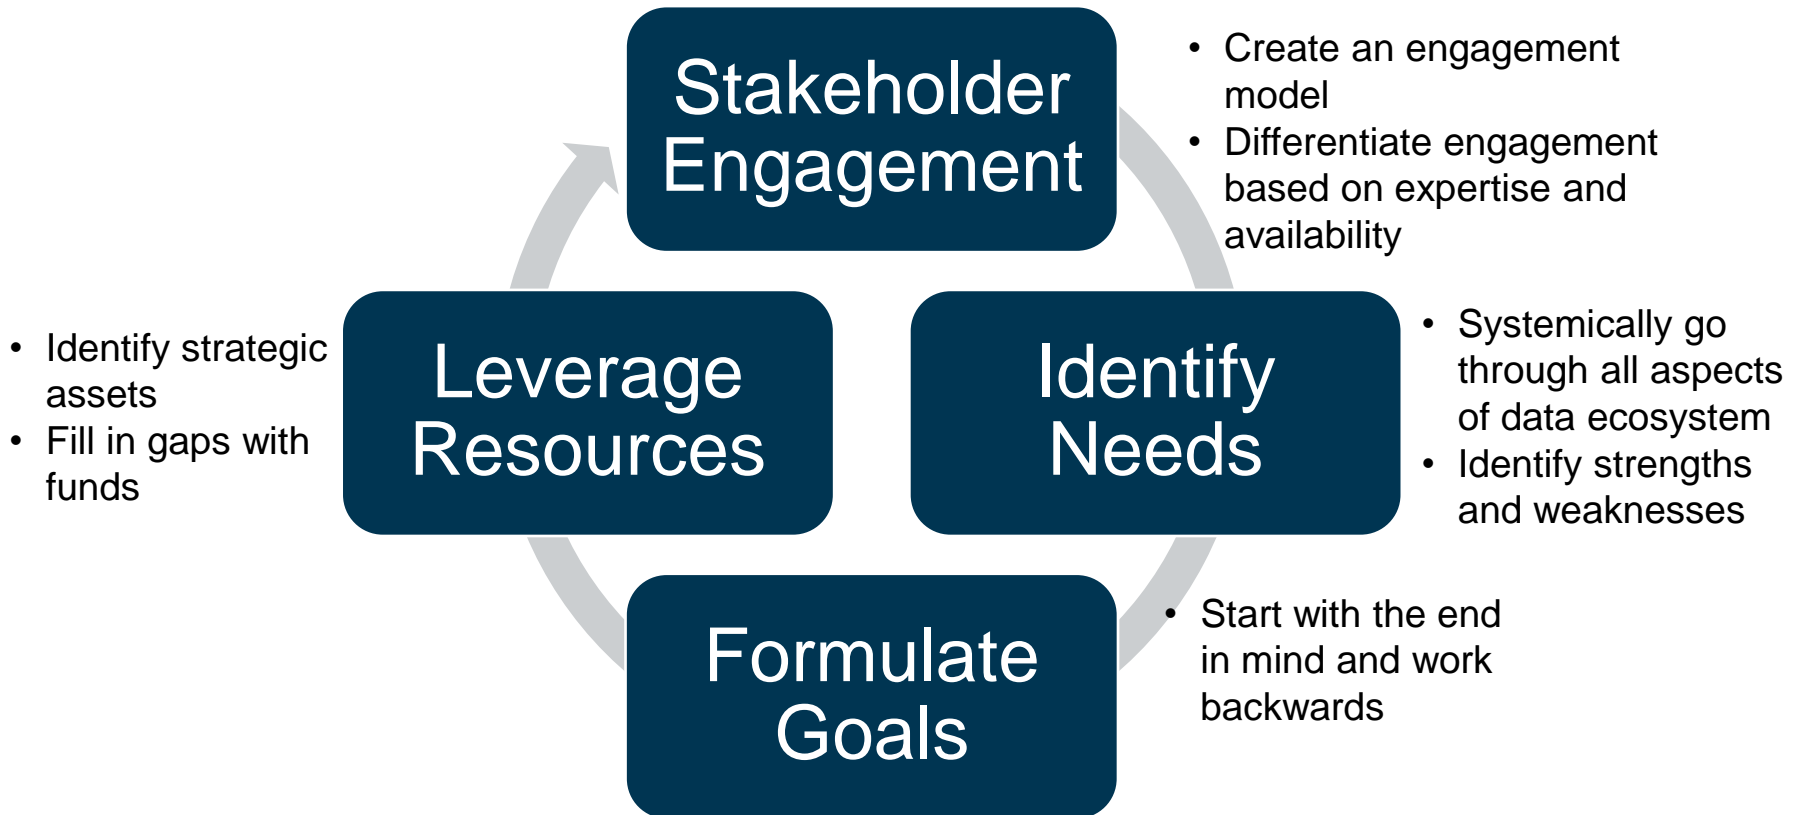 Stakeholder
Engagement
• Create an engagement
model
• Differentiate engagement
based on expertise and
availability
Identify
Needs
• Systemically go
through all aspects
of data ecosystem
• Identify strengths
and weaknesses
Formulate
Goals
• Start with the end
in mind and work
backwards
Leverage
Resources
• Identify strategic
assets
• Fill in gaps with
funds